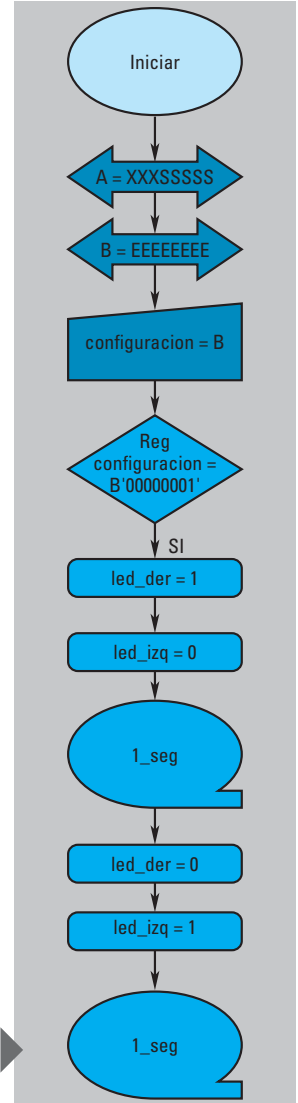 Iniciar
A = XXXSSSSS
B = EEEEEEEE
configuracion = B
Reg
configuracion =
B'00000001'
SI
led_der = 1
led_izq = 0
1_seg
led_der = 0
led_izq = 1
1_seg